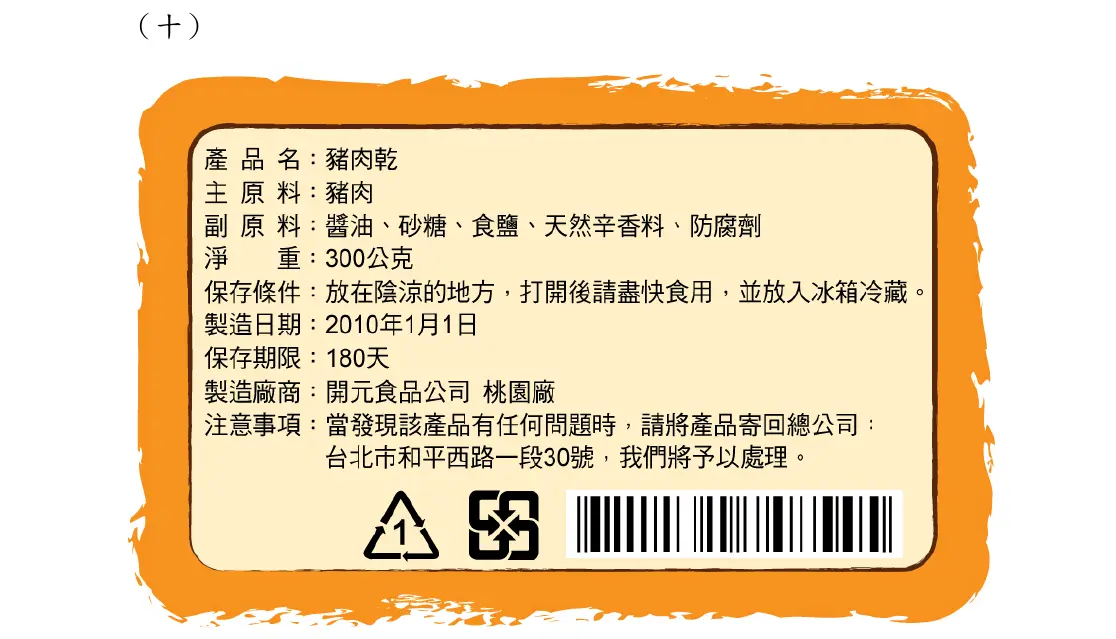 （十）
產品名：豬肉乾
主原料：豬肉
副原料：醬油、砂糖、食鹽、天然辛香料、防腐劑
淨重：300公克
保存條件：放在陰涼的地方，打開後請盡快食用，並放入冰箱冷藏。
製造日期：2010年1月1日
保存期限：180天
製造廠商：開元食品公司 桃園廠
注意事項：當發現該產品有任何問題時，請將產品寄回總公司：
台北市和平西路一段30號，我們將予以處理。
1